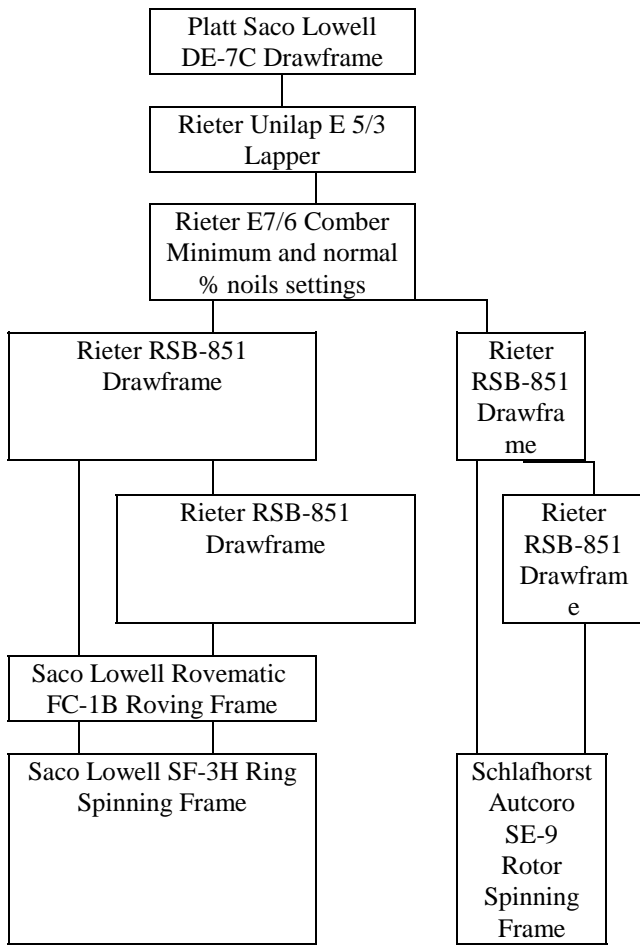 Platt Saco Lowell
DE-7C Drawframe
Rieter Unilap E 5/3
Lapper
Rieter E7/6 Comber
Minimum and normal
% noils settings
Rieter RSB-851
Drawframe
Rieter
RSB-851
Drawfra
me
Rieter RSB-851
Drawframe
Rieter
RSB-851
Drawfram
e
Saco Lowell Rovematic
FC-1B Roving Frame
Saco Lowell SF-3H Ring
Spinning Frame
Schlafhorst
Autcoro
SE-9
Rotor
Spinning
Frame